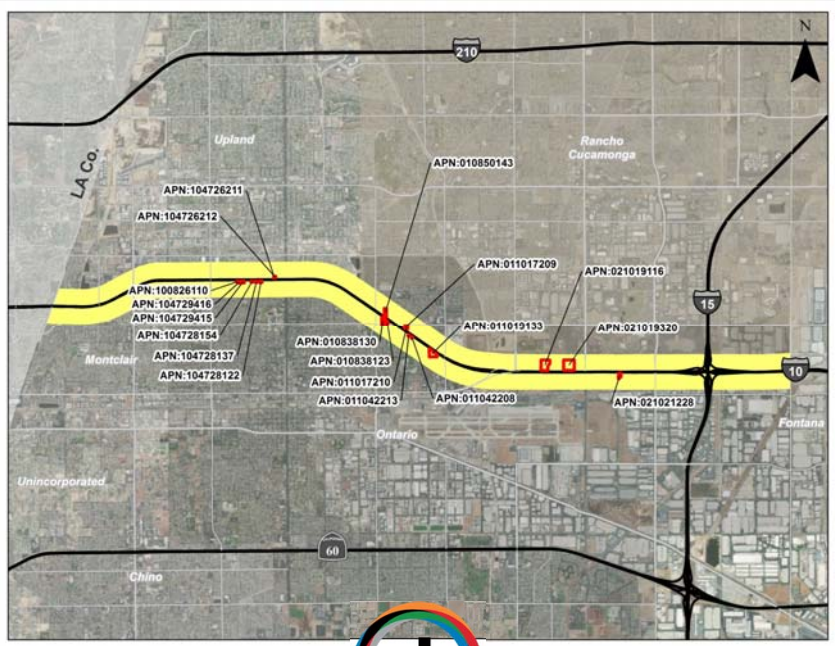 N
210
Upland
Rancho
Cucamonga
LA Co.
APN:010850143
APN:104726211
APN:104726212
APN:011017209
APN:021019116
APN:100826110
APN:104729416
APN:104729415
APN:104728154
APN:104728137
APN:104728122
15
APN:011019133
APN:021019320
APN:010838130
APN:010838123
APN:011017210
APN:011042213
APN:011042208
APN:021021228
Montclair
10
Fontana
Ontario
Unincorporated
60
Chino